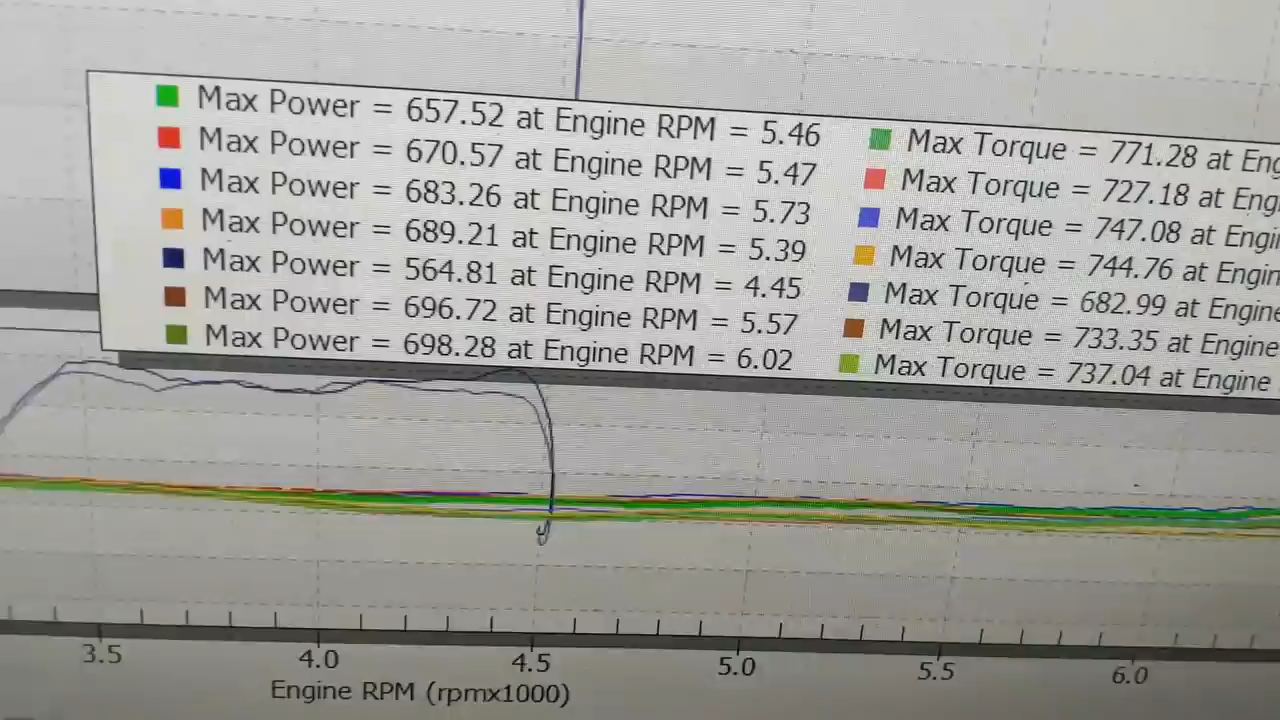 Max Power = 657.52 at Engine RPM = 5.46
Max Power = 670.57 at Engine RPM = 5.47
Max Power = 683.26 at Engine RPM = 5.73
Max Power = 689.21 at Engine RPM = 5.39
Max Power = 564.81 at Engine RPM = 4.45
Max Power = 696.72 at Engine RPM = 5.57
Max Power = 698.28 at Engine RPM = 6.02
Max Torque = 771.28 at Eng
Max Torque = 727.18 at Engi
Max Torque = 747.08 at Engi
Max Torque = 744.76 at Engin
Max Torque = 682.99 at Engine
Max Torque = 733.35 at Engine
Max Torque = 737.04 at Engine
3.5 4.0 4.5 5.0 5.5 6.0
Engine RPM (rpmx1000)